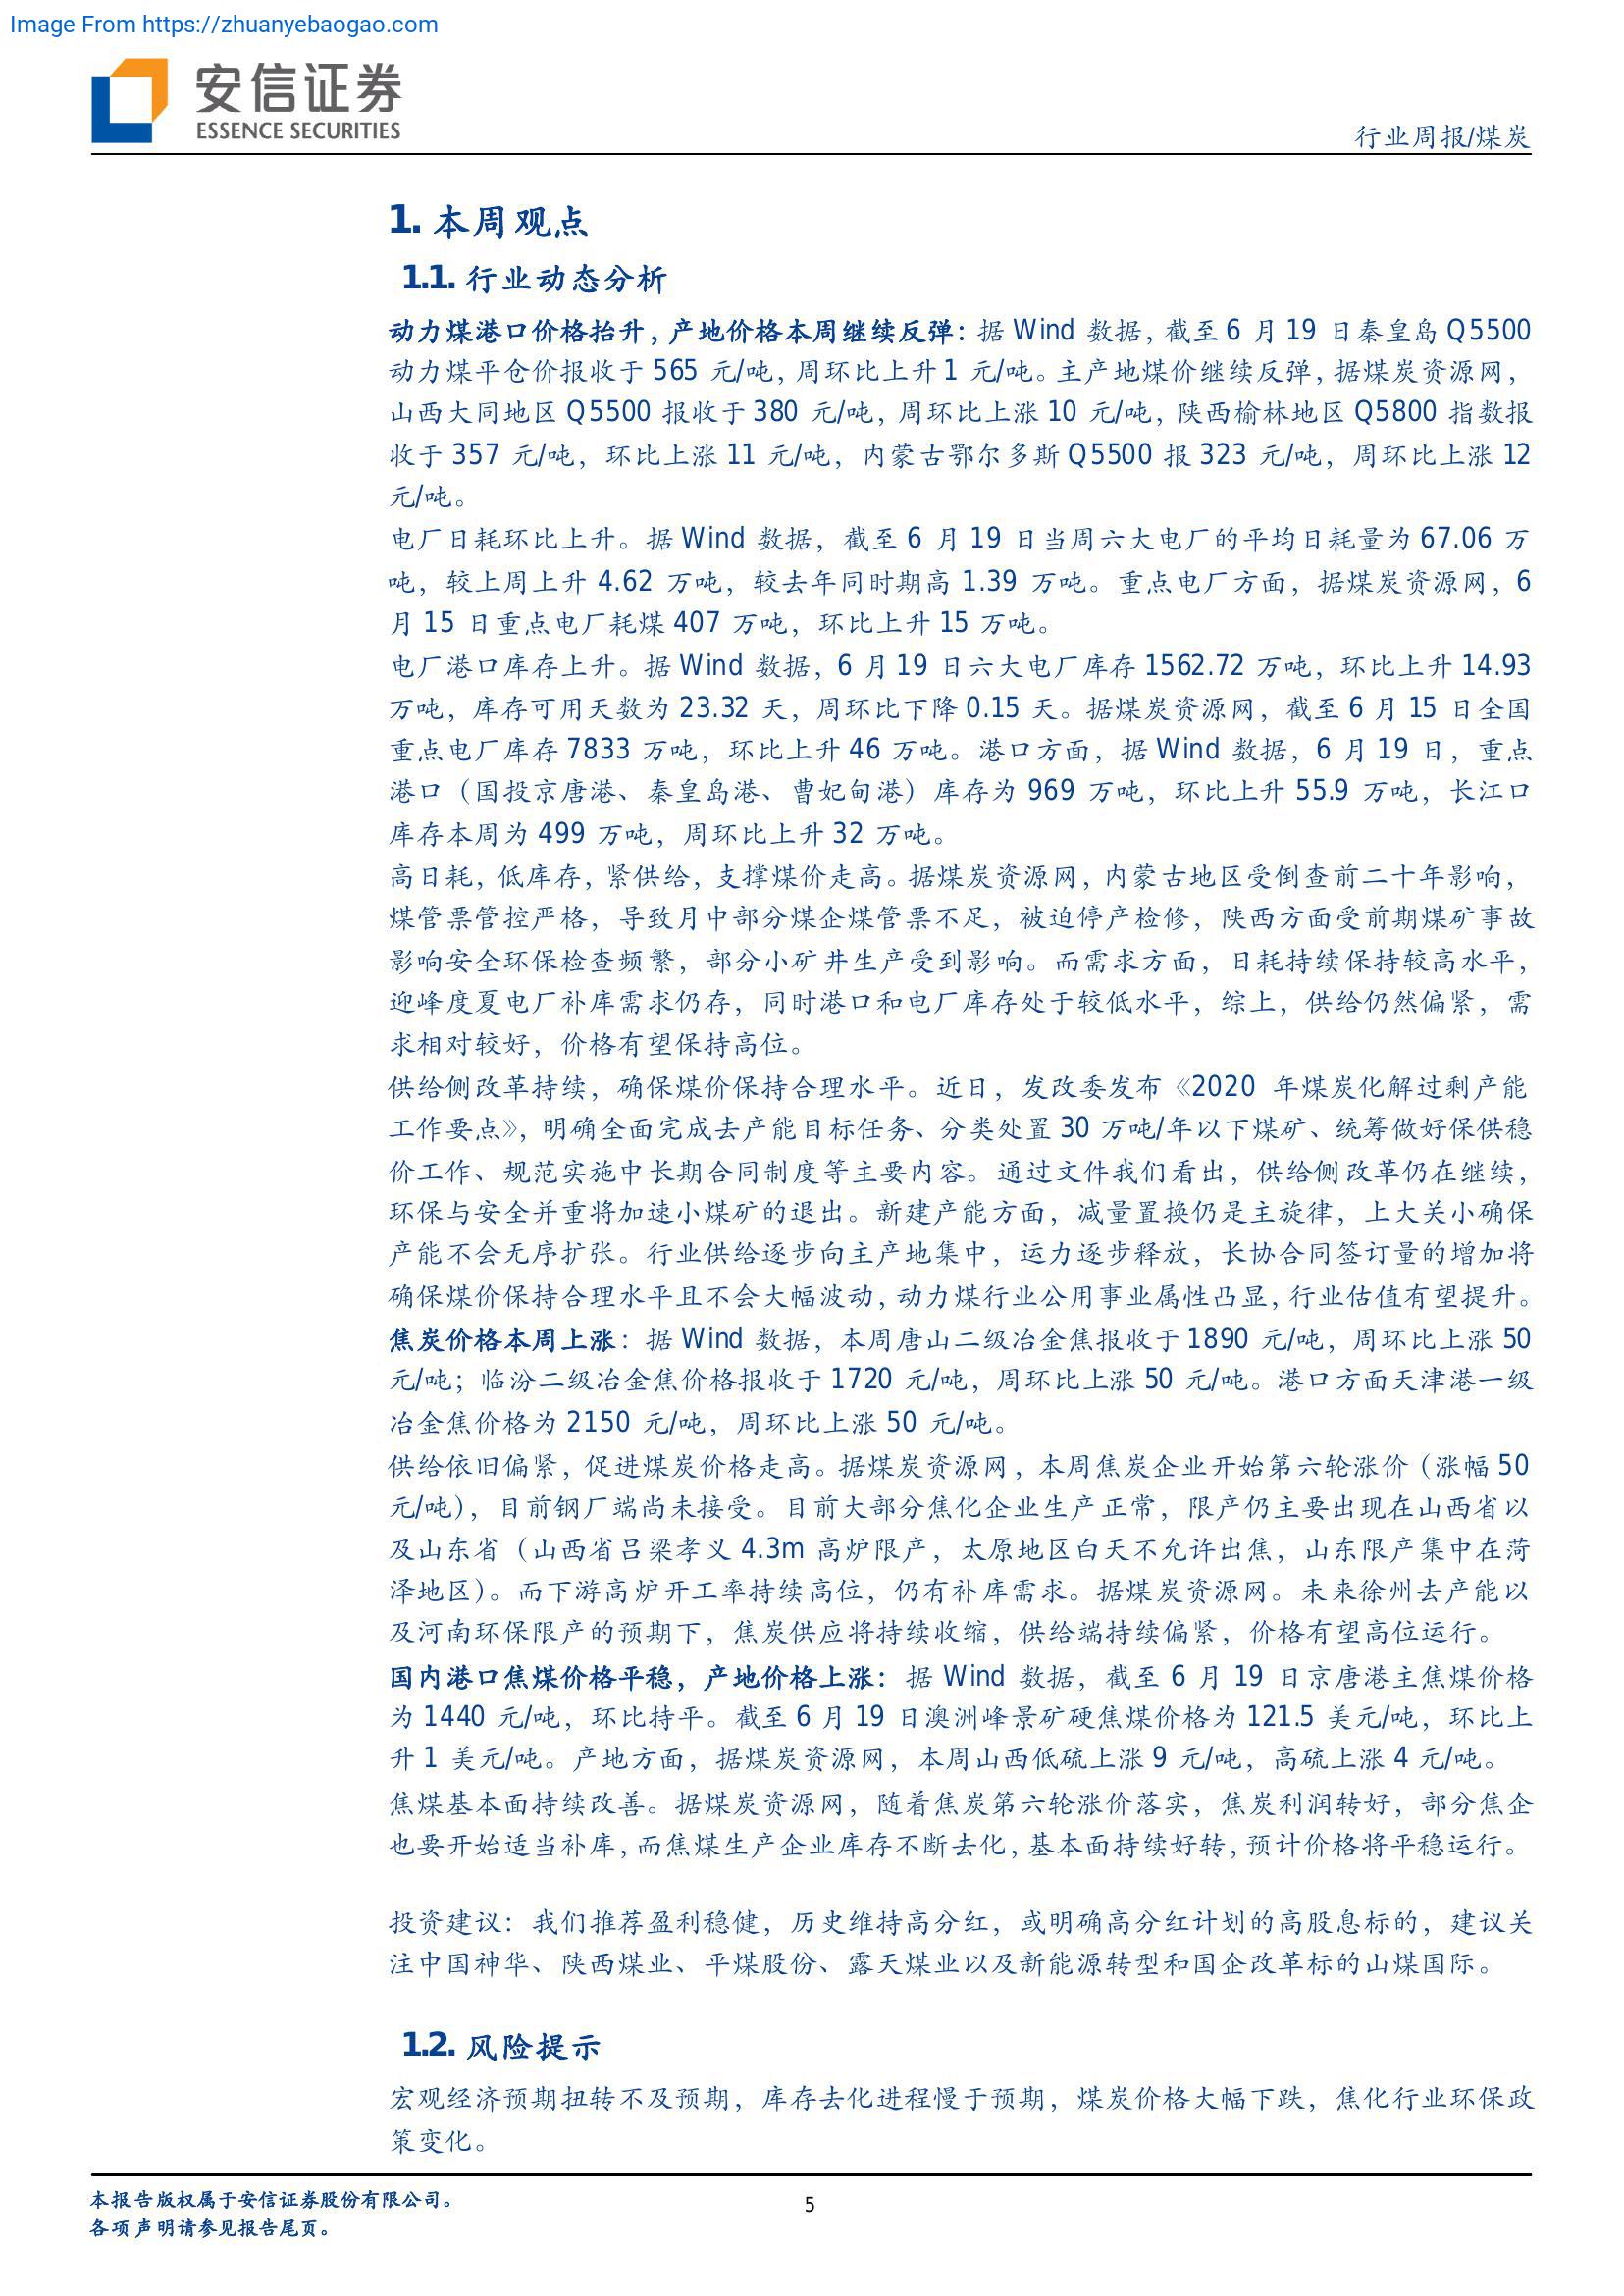 Image From https://zhuanyebaogao.com
安信证券
ESSENCE SECURITIES
行业周报/煤炭
1. 本周观点
1.1. 行业动态分析
动力煤港口价格抬升，产地价格本周继续反弹：据 Wind 数据，截至 6 月 19 日秦皇岛 Q5500
动力煤平仓价报收于 565 元/吨，周环比上升 1 元/吨。主产地煤价继续反弹，据煤炭资源网，
山西大同地区 Q5500 报收于 380 元/吨，周环比上涨 10 元/吨，陕西榆林地区 Q5800 指数报
收于 357 元/吨，环比上涨 11 元/吨，内蒙古鄂尔多斯 Q5500 报 323 元/吨，周环比上涨 12
元/吨。
电厂日耗环比上升。据 Wind 数据，截至 6 月 19 日当周六大电厂的平均日耗量为 67.06 万
吨，较上周上升 4.62 万吨，较去年同时期高 1.39 万吨。重点电厂方面，据煤炭资源网，6
月 15 日重点电厂耗煤 407 万吨，环比上升 15 万吨。
电厂港口库存上升。据 Wind 数据，6 月 19 日六大电厂库存 1562.72 万吨，环比上升 14.93
万吨，库存可用天数为 23.32 天，周环比下降 0.15 天。据煤炭资源网，截至 6 月 15 日全国
重点电厂库存 7833 万吨，环比上升 46 万吨。港口方面，据 Wind 数据，6 月 19 日，重点
港口（国投京唐港、秦皇岛港、曹妃甸港）库存为 969 万吨，环比上升 55.9 万吨，长江口
库存本周为 499 万吨，周环比上升 32 万吨。
高日耗，低库存，紧供给，支撑煤价走高。据煤炭资源网，内蒙古地区受倒查前二十年影响，
煤管票管控严格，导致月中部分煤企煤管票不足，被迫停产检修，陕西方面受前期煤矿事故
影响安全环保检查频繁，部分小矿井生产受到影响。而需求方面，日耗持续保持较高水平，
迎峰度夏电厂补库需求仍存，同时港口和电厂库存处于较低水平，综上，供给仍然偏紧，需
求相对较好，价格有望保持高位。
供给侧改革持续，确保煤价保持合理水平。近日，发改委发布《2020 年煤炭化解过剩产能
工作要点》，明确全面完成去产能目标任务、分类处置 30 万吨/年以下煤矿、统筹做好保供稳
价工作、规范实施中长期合同制度等主要内容。通过文件我们看出，供给侧改革仍在继续，
环保与安全并重将加速小煤矿的退出。新建产能方面，减量置换仍是主旋律，上大关小确保
产能不会无序扩张。行业供给逐步向主产地集中，运力逐步释放，长协合同签订量的增加将
确保煤价保持合理水平且不会大幅波动，动力煤行业公用事业属性凸显，行业估值有望提升。
焦炭价格本周上涨：据 Wind 数据，本周唐山二级冶金焦报收于 1890 元/吨，周环比上涨 50
元/吨；临汾二级冶金焦价格报收于 1720 元/吨，周环比上涨 50 元/吨。港口方面天津港一级
冶金焦价格为 2150 元/吨，周环比上涨 50 元/吨。
供给依旧偏紧，促进煤炭价格走高。据煤炭资源网，本周焦炭企业开始第六轮涨价（涨幅 50
元/吨），目前钢厂端尚未接受。目前大部分焦化企业生产正常，限产仍主要出现在山西省以
及山东省（山西省吕梁孝义 4.3m 高炉限产，太原地区白天不允许出焦，山东限产集中在菏
泽地区）。而下游高炉开工率持续高位，仍有补库需求。据煤炭资源网。未来徐州去产能以
及河南环保限产的预期下，焦炭供应将持续收缩，供给端持续偏紧，价格有望高位运行。
国内港口焦煤价格平稳，产地价格上涨：据 Wind 数据，截至 6 月 19 日京唐港主焦煤价格
为 1440 元/吨，环比持平。截至 6 月 19 日澳洲峰景矿硬焦煤价格为 121.5 美元/吨，环比上
升 1 美元/吨。产地方面，据煤炭资源网，本周山西低硫上涨 9 元/吨，高硫上涨 4 元/吨。
焦煤基本面持续改善。据煤炭资源网，随着焦炭第六轮涨价落实，焦炭利润转好，部分焦企
也要开始适当补库，而焦煤生产企业库存不断去化，基本面持续好转，预计价格将平稳运行。
投资建议：我们推荐盈利稳健，历史维持高分红，或明确高分红计划的高股息标的，建议关
注中国神华、陕西煤业、平煤股份、露天煤业以及新能源转型和国企改革标的山煤国际。
1.2. 风险提示
宏观经济预期扭转不及预期，库存去化进程慢于预期，煤炭价格大幅下跌，焦化行业环保政
策变化。
本报告版权属于安信证券股份有限公司。
各项声明请参见报告尾页。
5